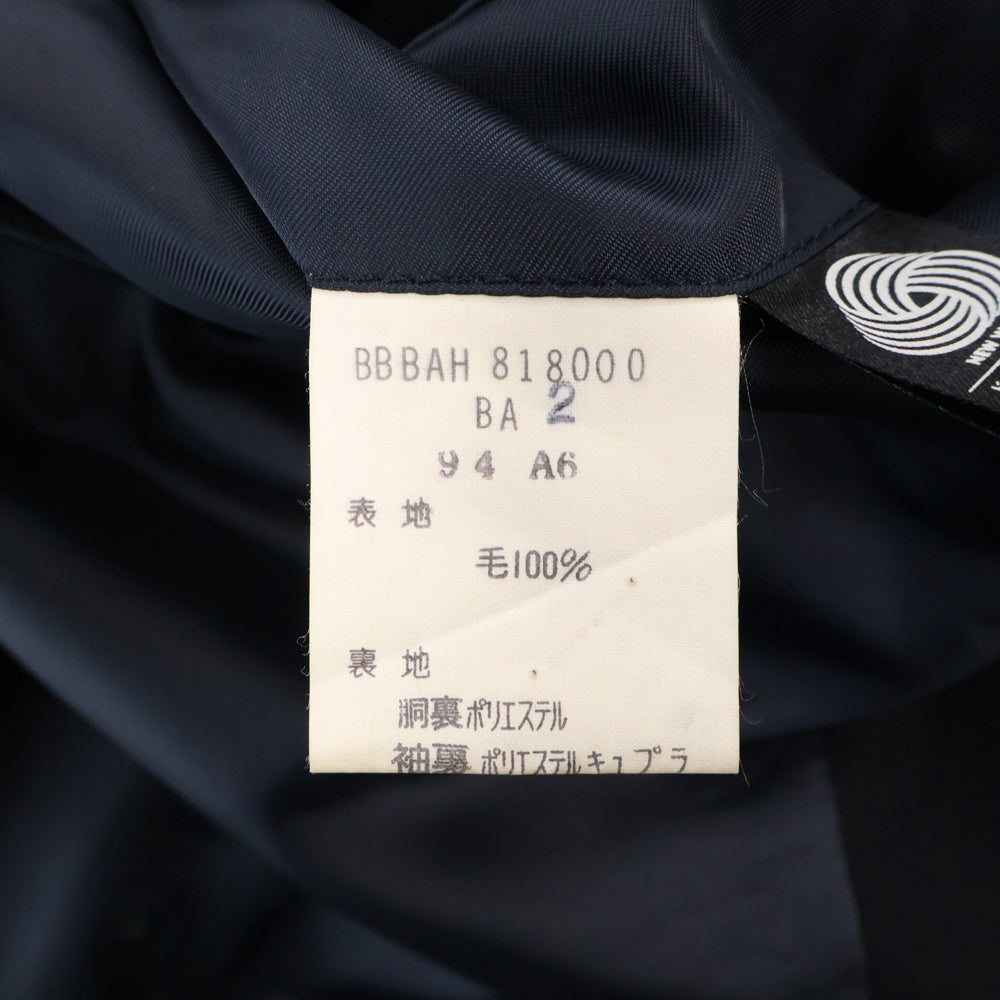 BBBAH 818000
BA 2
94 A6
表地
毛100%
裏地
胴裏ポリエステル
袖裏 ポリエステルキュプラ
NEW